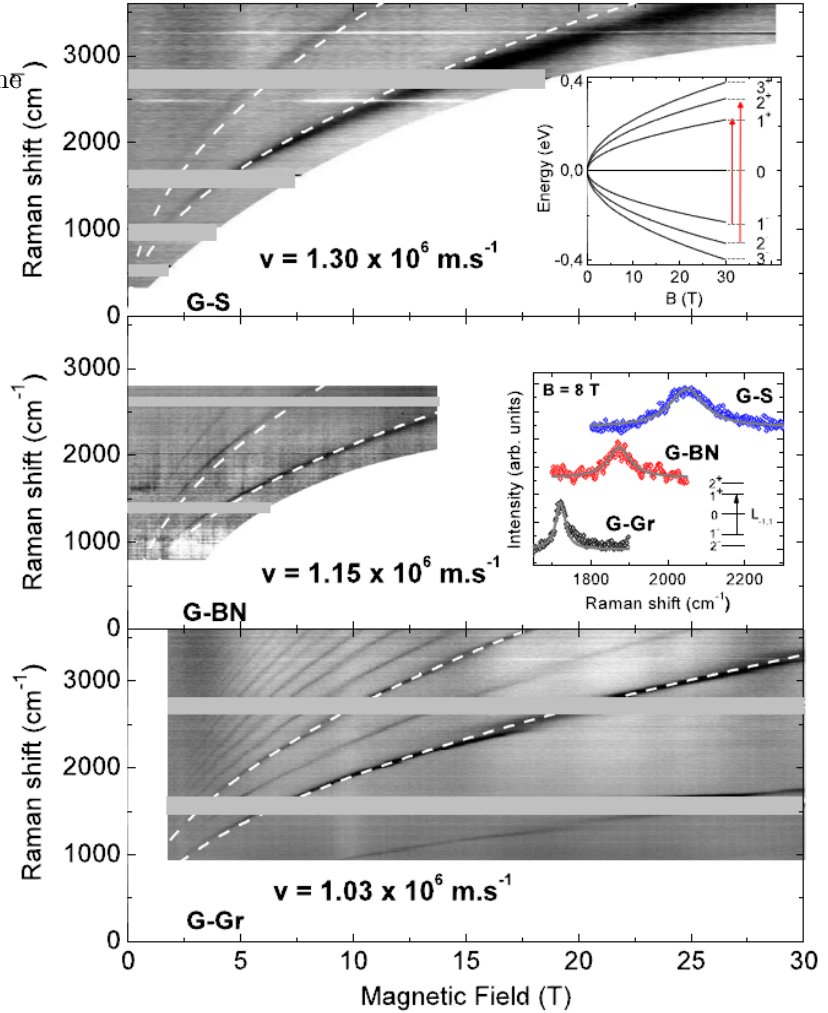 3000
2000
1000
0
Raman shift (cm⁻¹)
v = 1.30 x 10⁶ m.s⁻¹
G-S
0,4
0,0
-0,4
Energy (eV)
3⁺
2⁺
1⁺
0
1⁻
2⁻
3⁻
0 10 20 30 40
B (T)
3000
2000
1000
0
Raman shift (cm⁻¹)
v = 1.15 x 10⁶ m.s⁻¹
G-BN
B = 8 T
G-S
G-BN
G-Gr
Intensity (arb. units)
2⁺
1⁺
0
1⁻
2⁻
L₋₁,₁
1800 2000 2200
Raman shift (cm⁻¹)
3000
2000
1000
0
Raman shift (cm⁻¹)
v = 1.03 x 10⁶ m.s⁻¹
G-Gr
0 5 10 15 20 25 30
Magnetic Field (T)